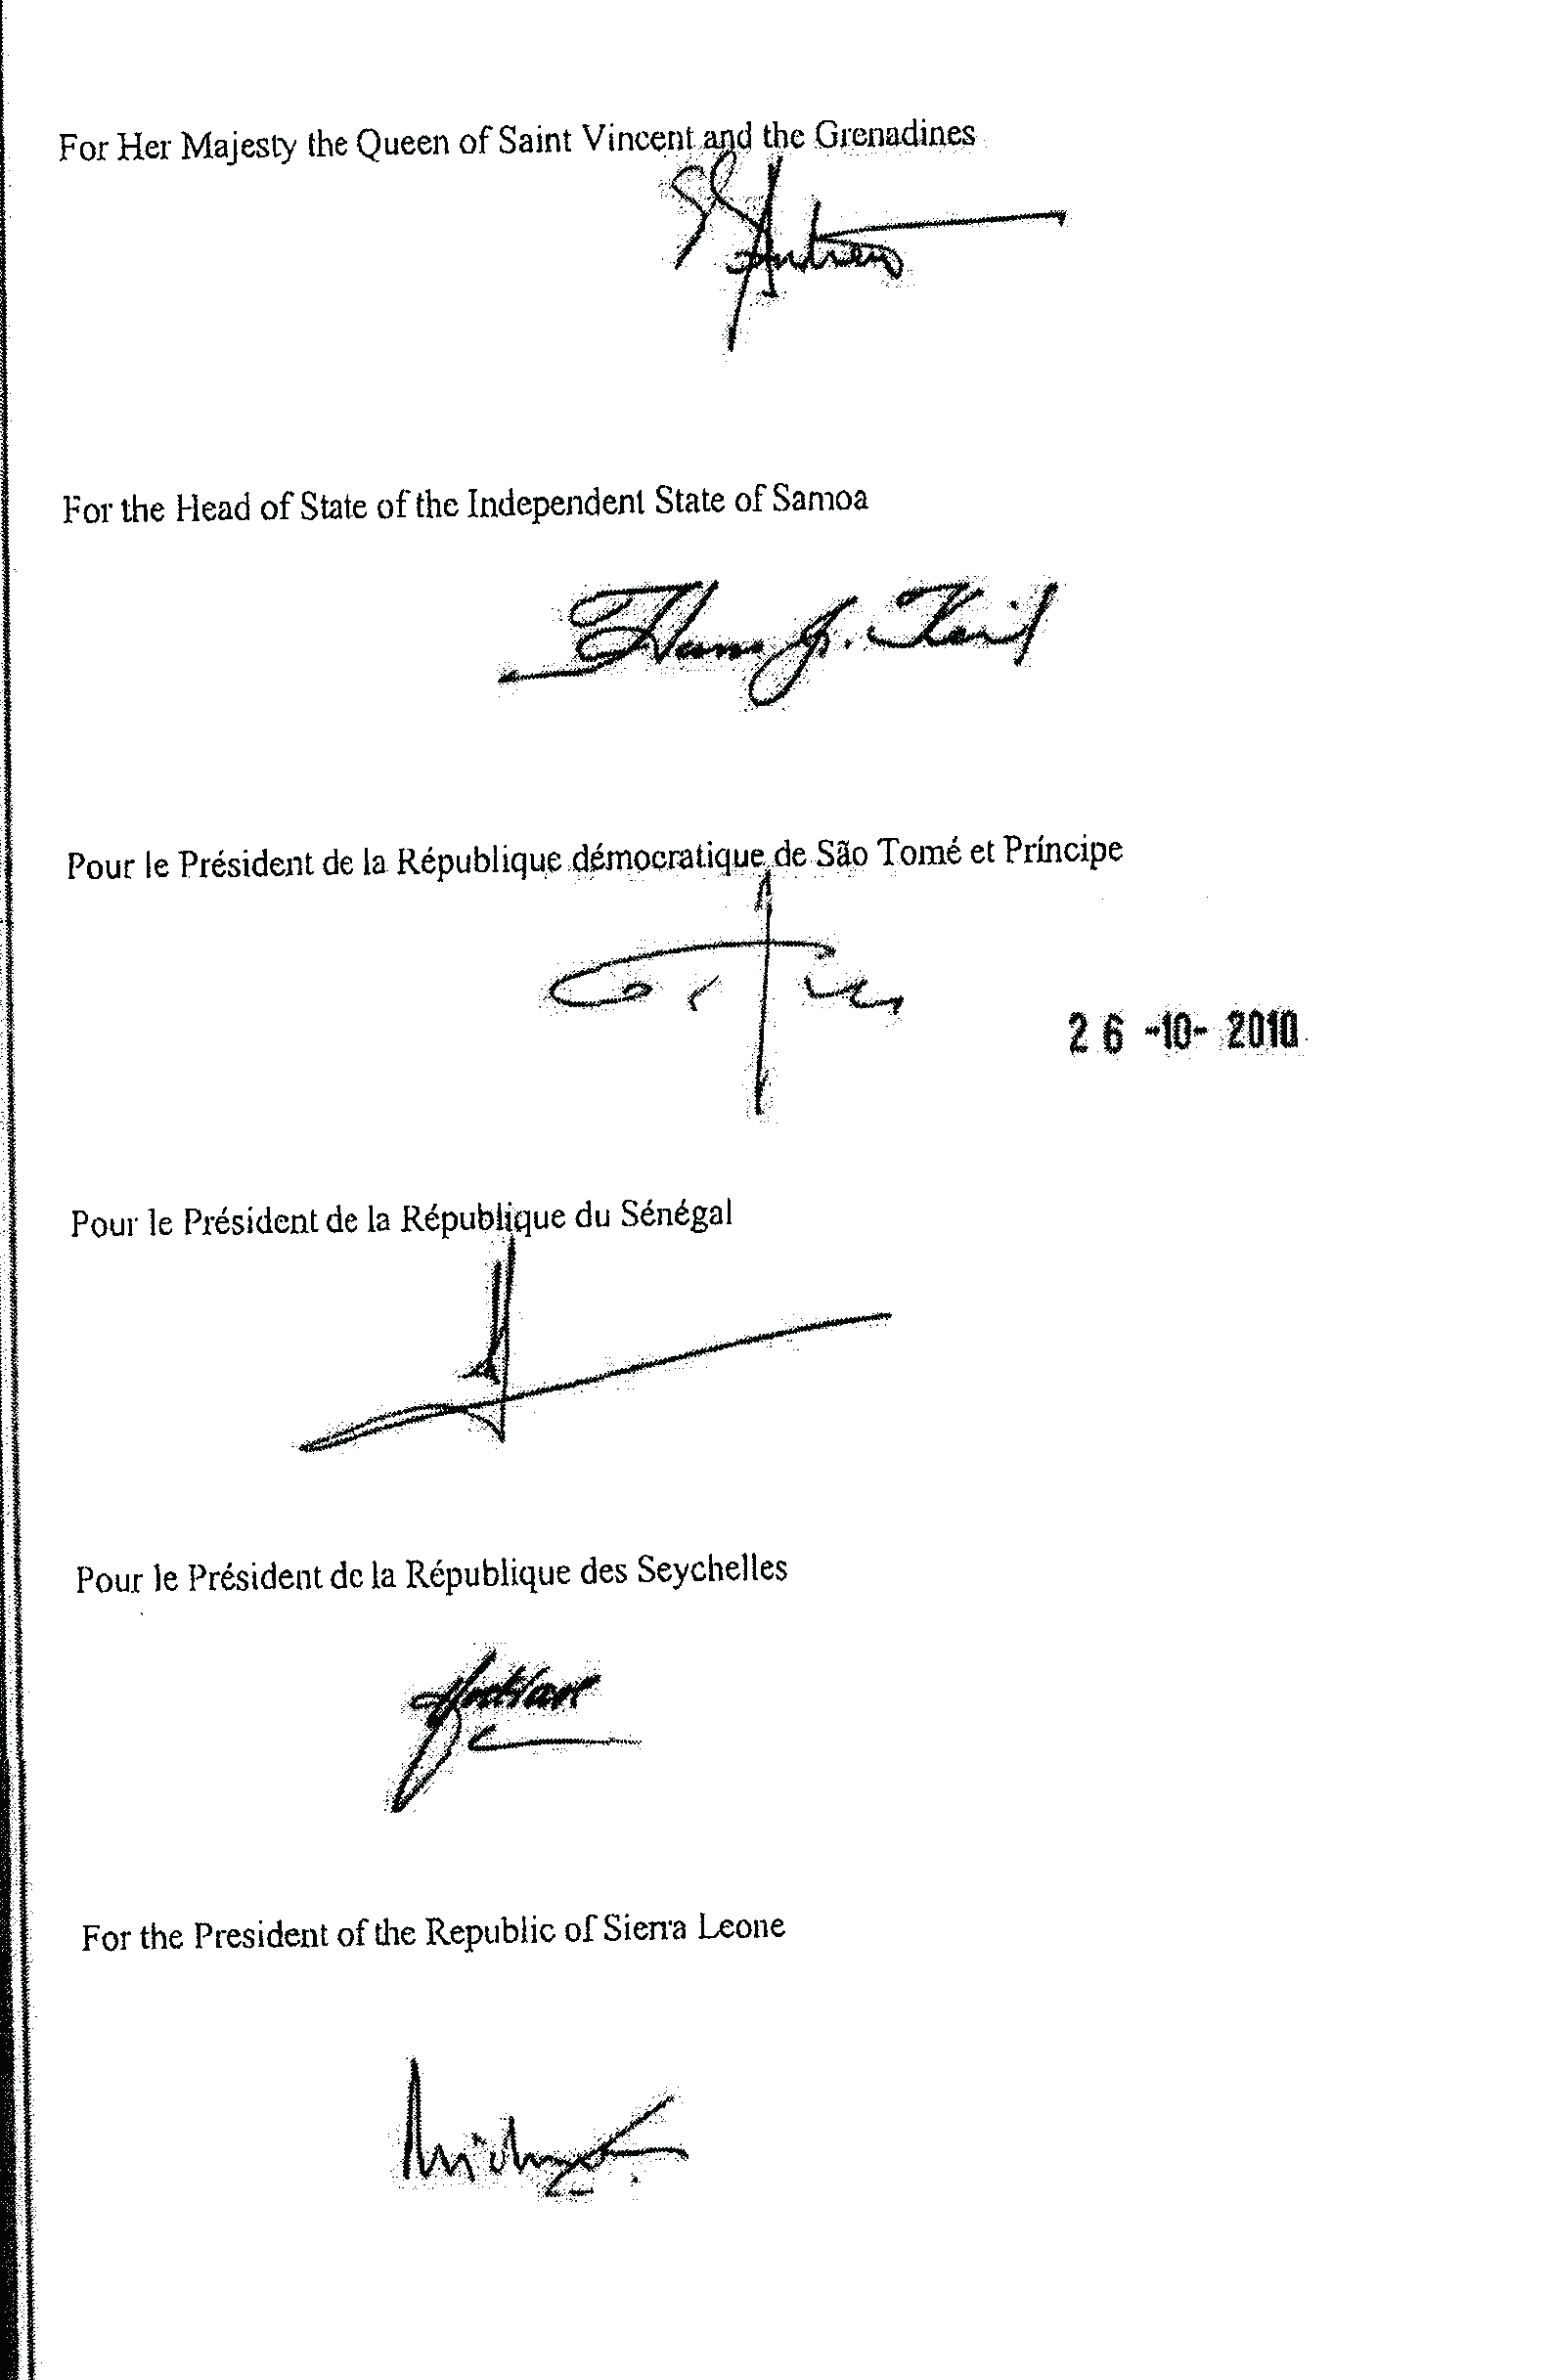 For Her Majesty the Queen of Saint Vincent and the Grenadines
For the Head of State of the Independent State of Samoa
Hans J. Keil
Pour le Président de la République démocratique de São Tomé et Príncipe
26 -10- 2010
Pour le Président de la République du Sénégal
Pour le Président de la République des Seychelles
For the President of the Republic of Sierra Leone